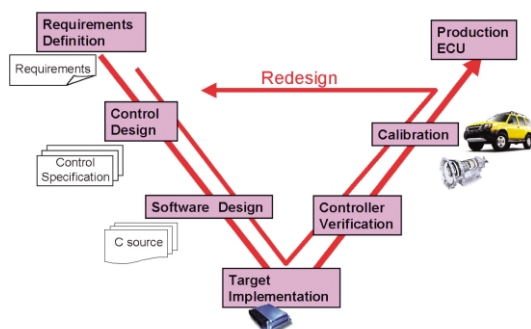 Requirements
Definition
Production
ECU
Requirements
Redesign
Control
Design
Calibration
Control
Specification
Software Design
Controller
Verification
C source
Target
Implementation